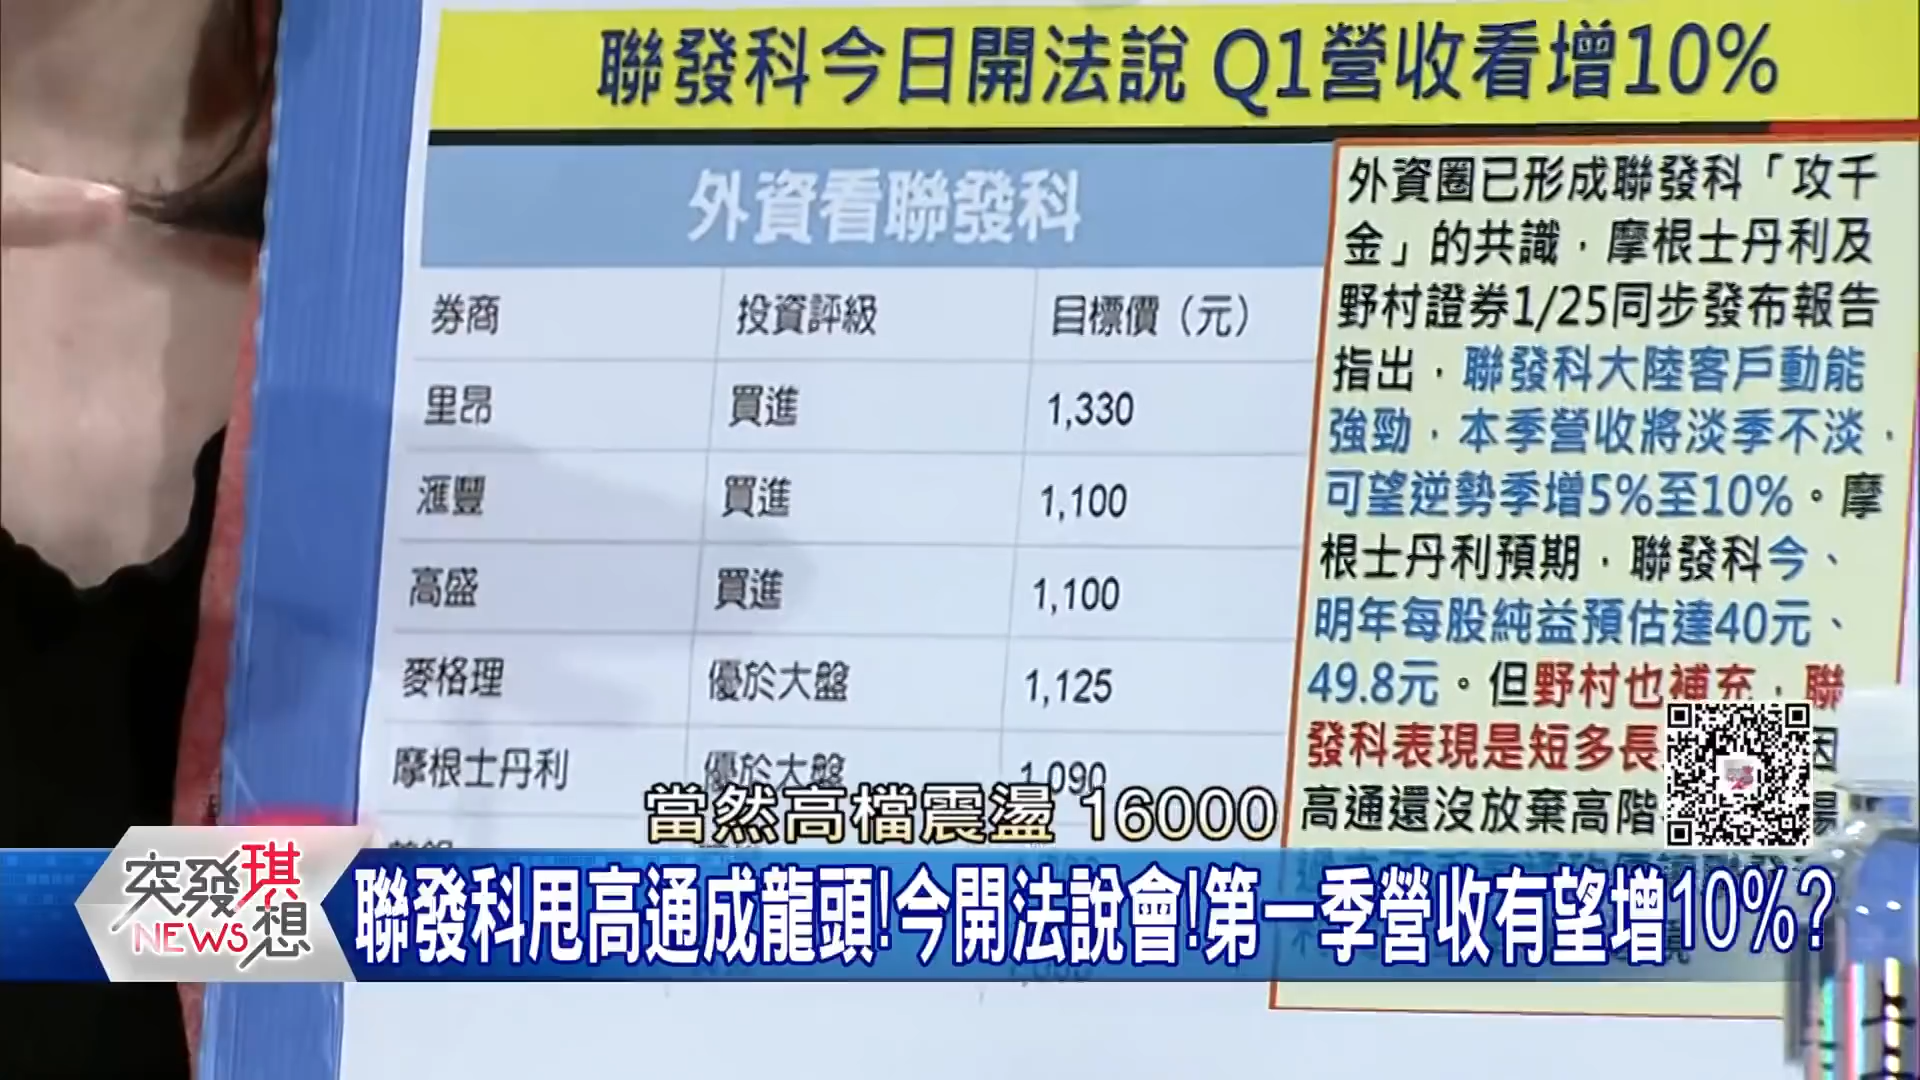 聯發科今日開法說 Q1營收看增10%
外資看聯發科
券商 投資評級 目標價（元）
里昂 買進 1,330
滙豐 買進 1,100
高盛 買進 1,100
麥格理 優於大盤 1,125
摩根士丹利 優於大盤 1,090
外資圈已形成聯發科「攻千
金」的共識，摩根士丹利及
野村證券1/25同步發布報告
指出，聯發科大陸客戶動能
強勁，本季營收將淡季不淡，
可望逆勢季增5%至10%。摩
根士丹利預期，聯發科今、
明年每股純益預估達40元、
49.8元。但野村也補充，聯
發科表現是短多長
因
高通還沒放棄高階
當然高檔震盪 16000
突發琪想
NEWS
聯發科甩高通成龍頭!今開法說會!第一季營收有望增10%?